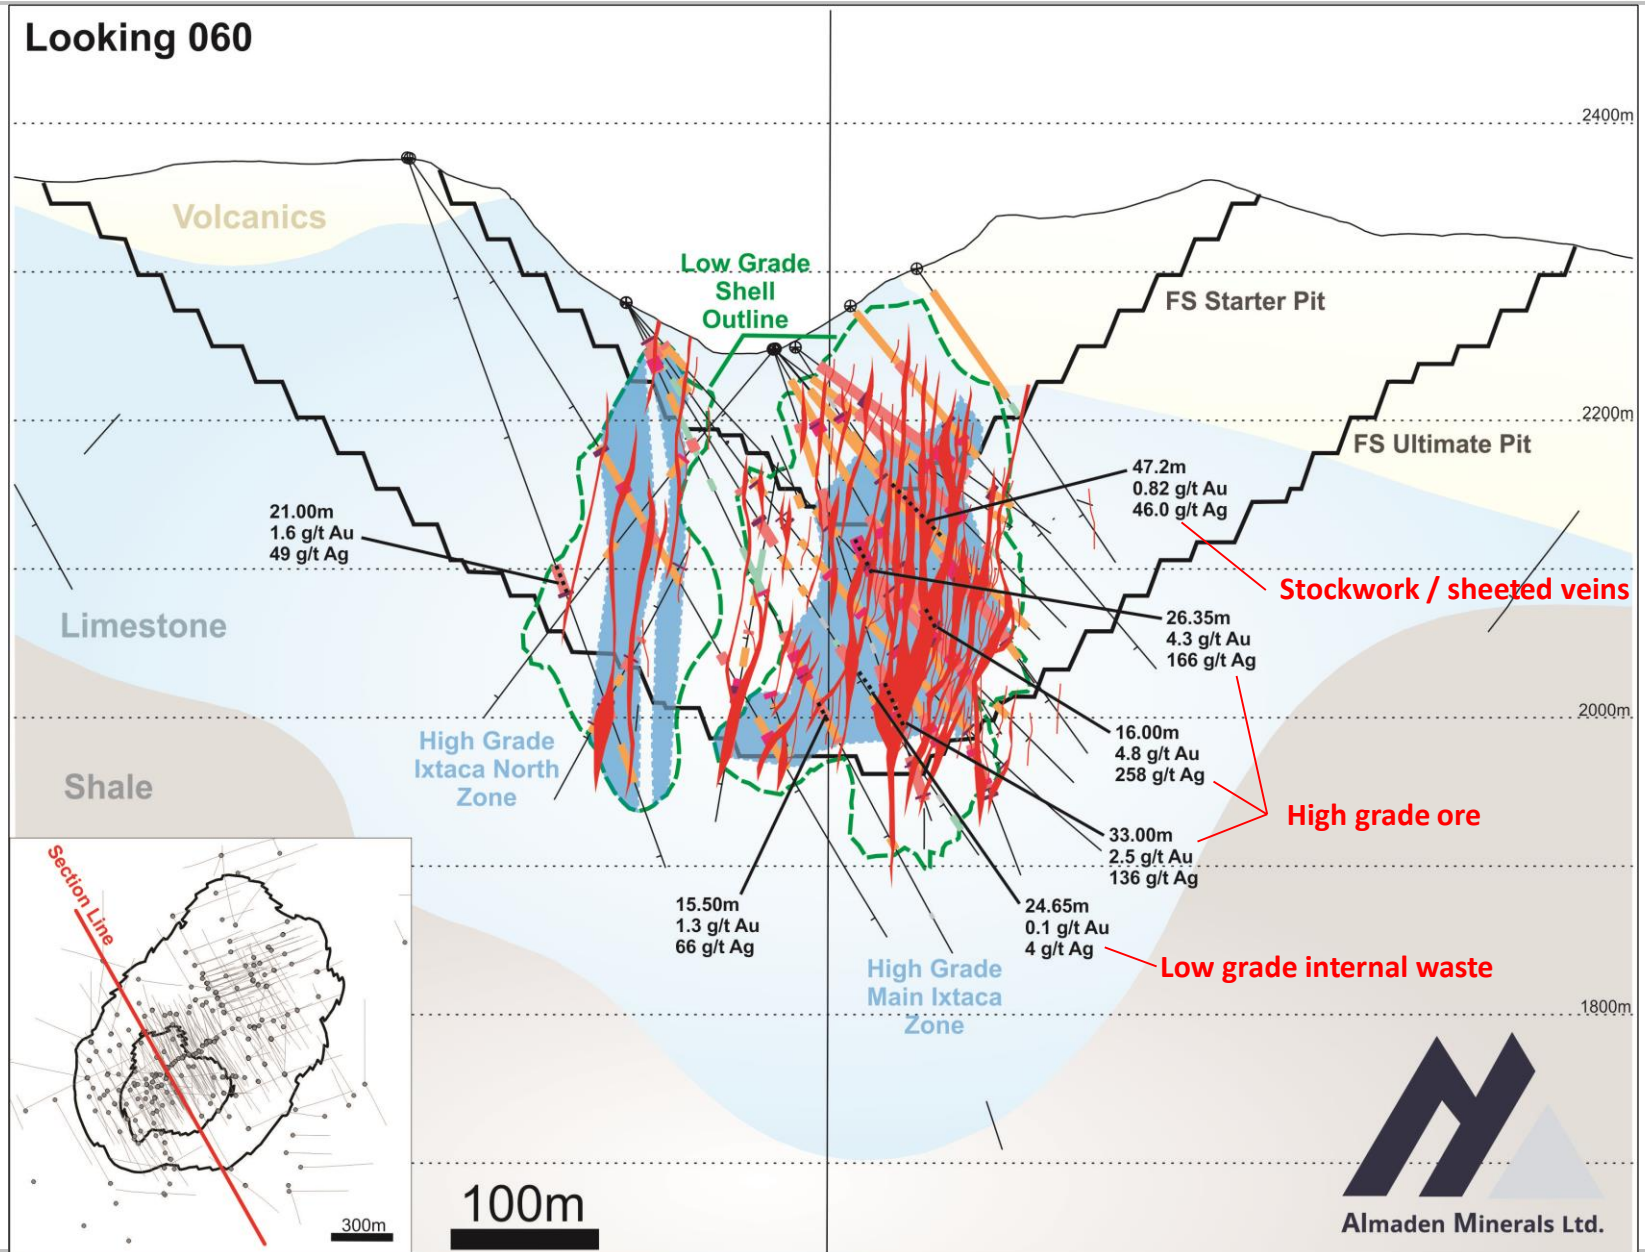 Looking 060
2400m
Volcanics
Low Grade
Shell
Outline
FS Starter Pit
2200m
FS Ultimate Pit
47.2m
0.82 g/t Au
46.0 g/t Ag
21.00m
1.6 g/t Au
49 g/t Ag
Stockwork / sheeted veins
Limestone
26.35m
4.3 g/t Au
166 g/t Ag
2000m
16.00m
4.8 g/t Au
258 g/t Ag
High Grade
Ixtaca North
Zone
Shale
High grade ore
33.00m
2.5 g/t Au
136 g/t Ag
Section Line
15.50m
1.3 g/t Au
66 g/t Ag
24.65m
0.1 g/t Au
4 g/t Ag
Low grade internal waste
High Grade
Main Ixtaca
Zone
1800m
300m
100m
Almaden Minerals Ltd.